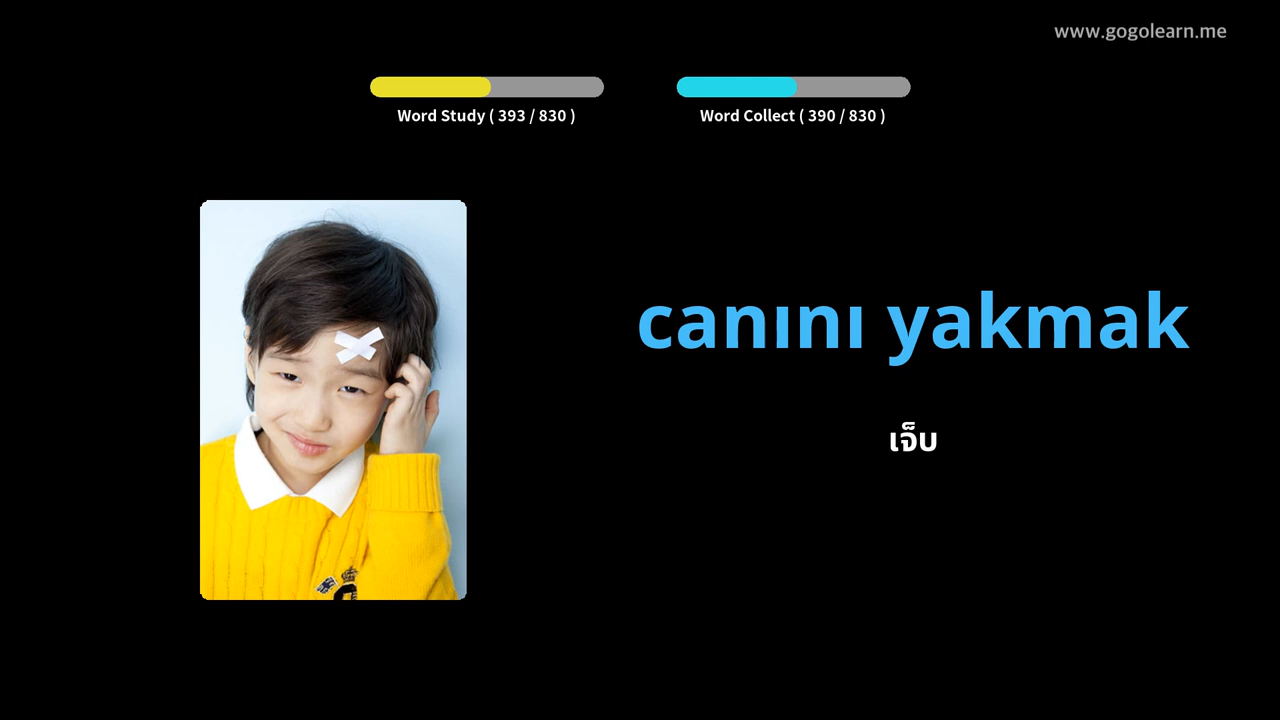 www.gogolearn.me
Word Study ( 393 / 830 )
Word Collect ( 390 / 830 )
canını yakmak
เจ็บ